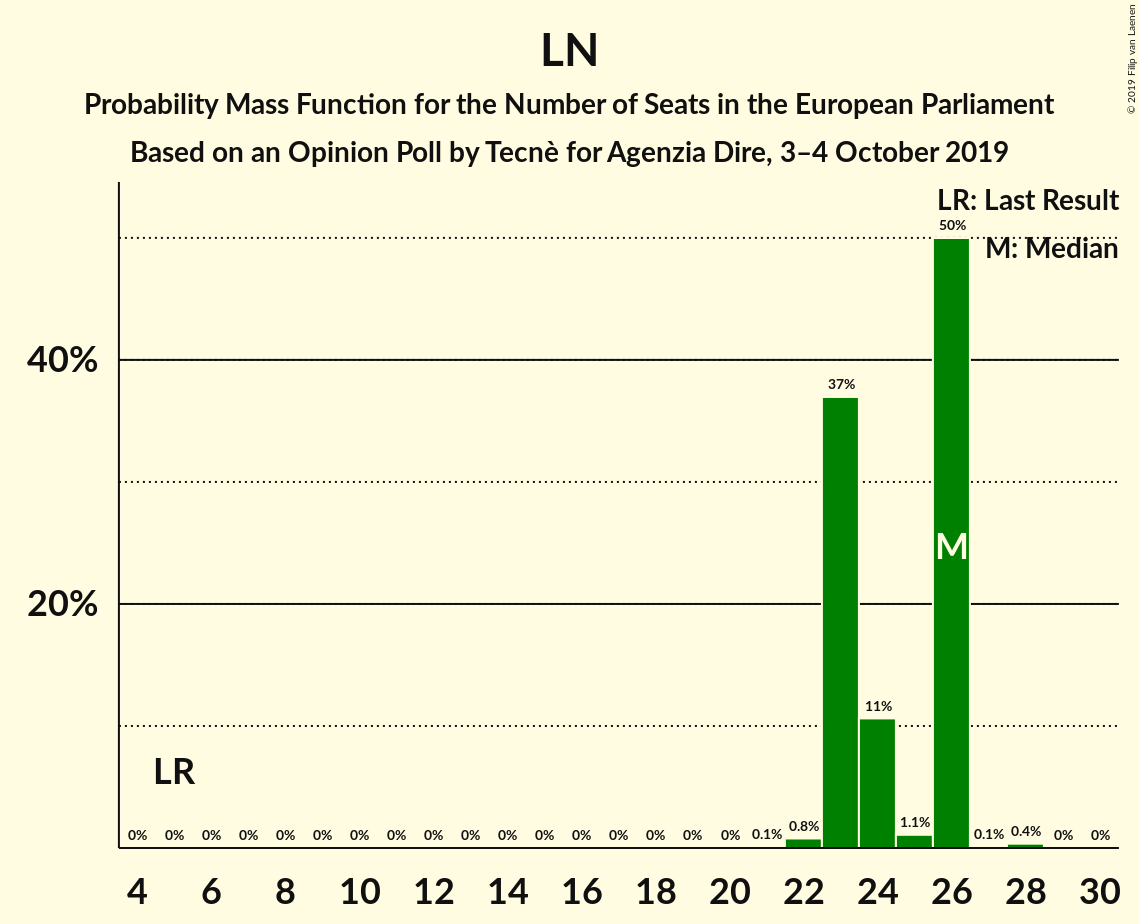 LN
Probability Mass Function for the Number of Seats in the European Parliament
Based on an Opinion Poll by Tecnè for Agenzia Dire, 3–4 October 2019
© 2019 Filip van Laenen
LR: Last Result
M: Median
50%
40%
37%
M
20%
11%
LR
0% 0% 0% 0% 0% 0% 0% 0% 0% 0% 0% 0% 0% 0% 0% 0% 0% 0.1% 0.8% 1.1% 0.1% 0.4% 0% 0%
4 6 8 10 12 14 16 18 20 22 24 26 28 30